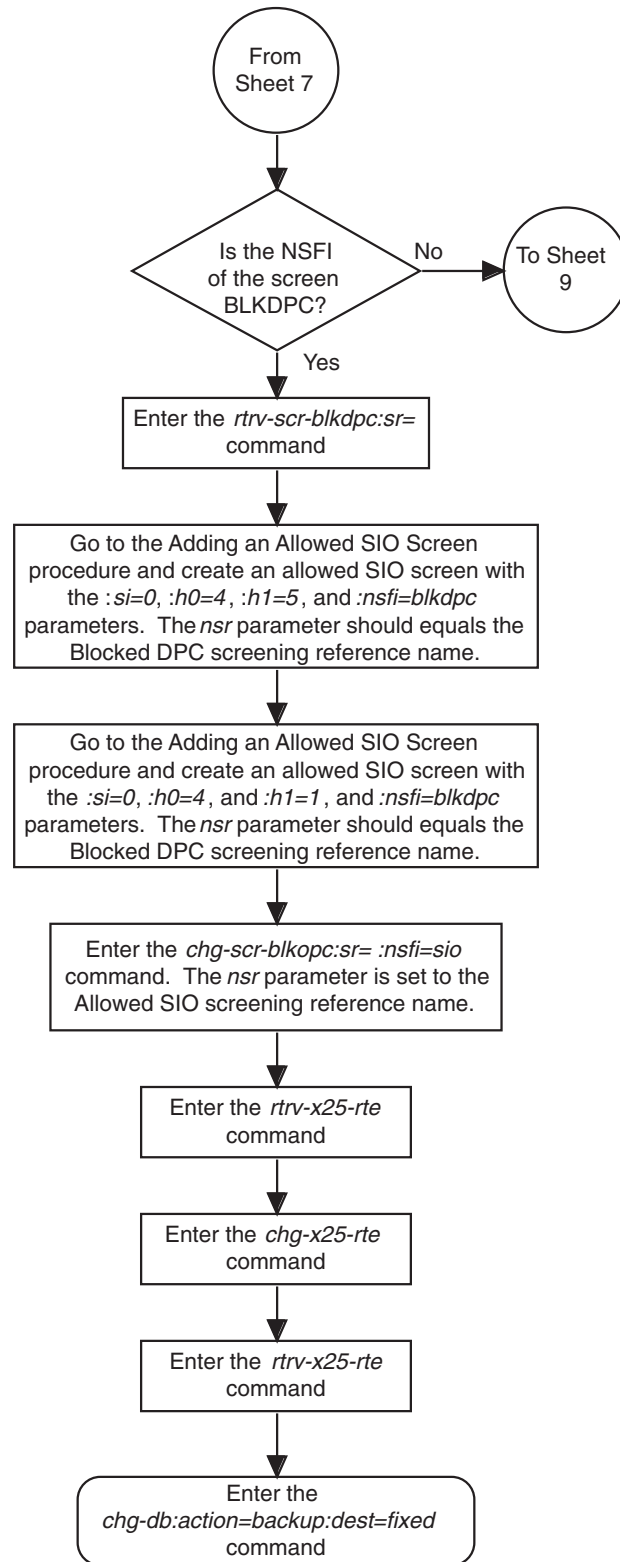 From
Sheet 7
Is the NSFI
of the screen
BLKDPC?
No
To Sheet
9
Yes
Enter the rtrv-scr-blkdpc:sr=
command
Go to the Adding an Allowed SIO Screen
procedure and create an allowed SIO screen with
the :si=0, :h0=4, :h1=5, and :nsfi=blkdpc
parameters. The nsr parameter should equals the
Blocked DPC screening reference name.
Go to the Adding an Allowed SIO Screen
procedure and create an allowed SIO screen with
the :si=0, :h0=4, and :h1=1, and :nsfi=blkdpc
parameters. The nsr parameter should equals the
Blocked DPC screening reference name.
Enter the chg-scr-blkopc:sr= :nsfi=sio
command. The nsr parameter is set to the
Allowed SIO screening reference name.
Enter the rtrv-x25-rte
command
Enter the chg-x25-rte
command
Enter the rtrv-x25-rte
command
Enter the
chg-db:action=backup:dest=fixed
command